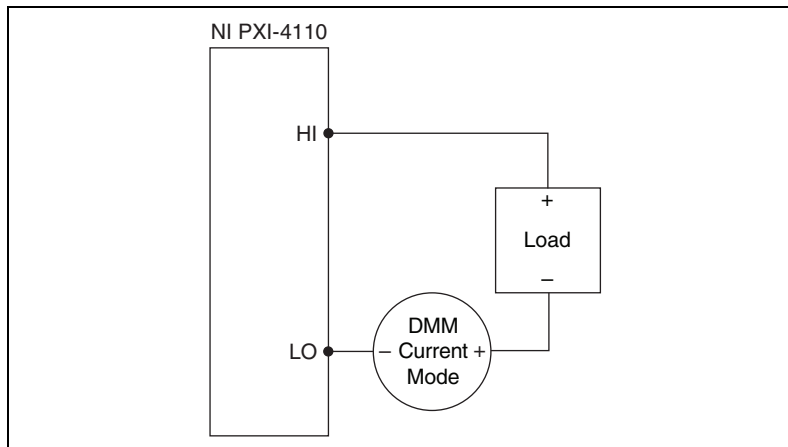 NI PXI-4110
HI
+
Load
–
LO
DMM
– Current +
Mode